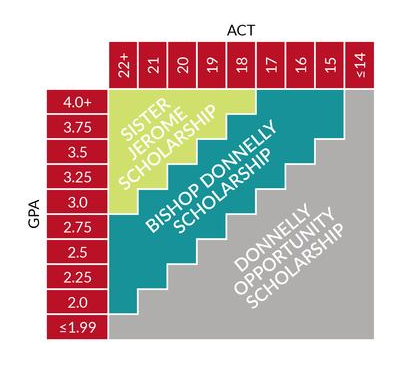 ACT
22+ 21 20 19 18 17 16 15 ≤14
GPA
4.0+
3.75
3.5
3.25
3.0
2.75
2.5
2.25
2.0
≤1.99
SISTER
JEROME
SCHOLARSHIP
BISHOP DONNELLY
SCHOLARSHIP
DONNELLY
OPPORTUNITY
SCHOLARSHIP